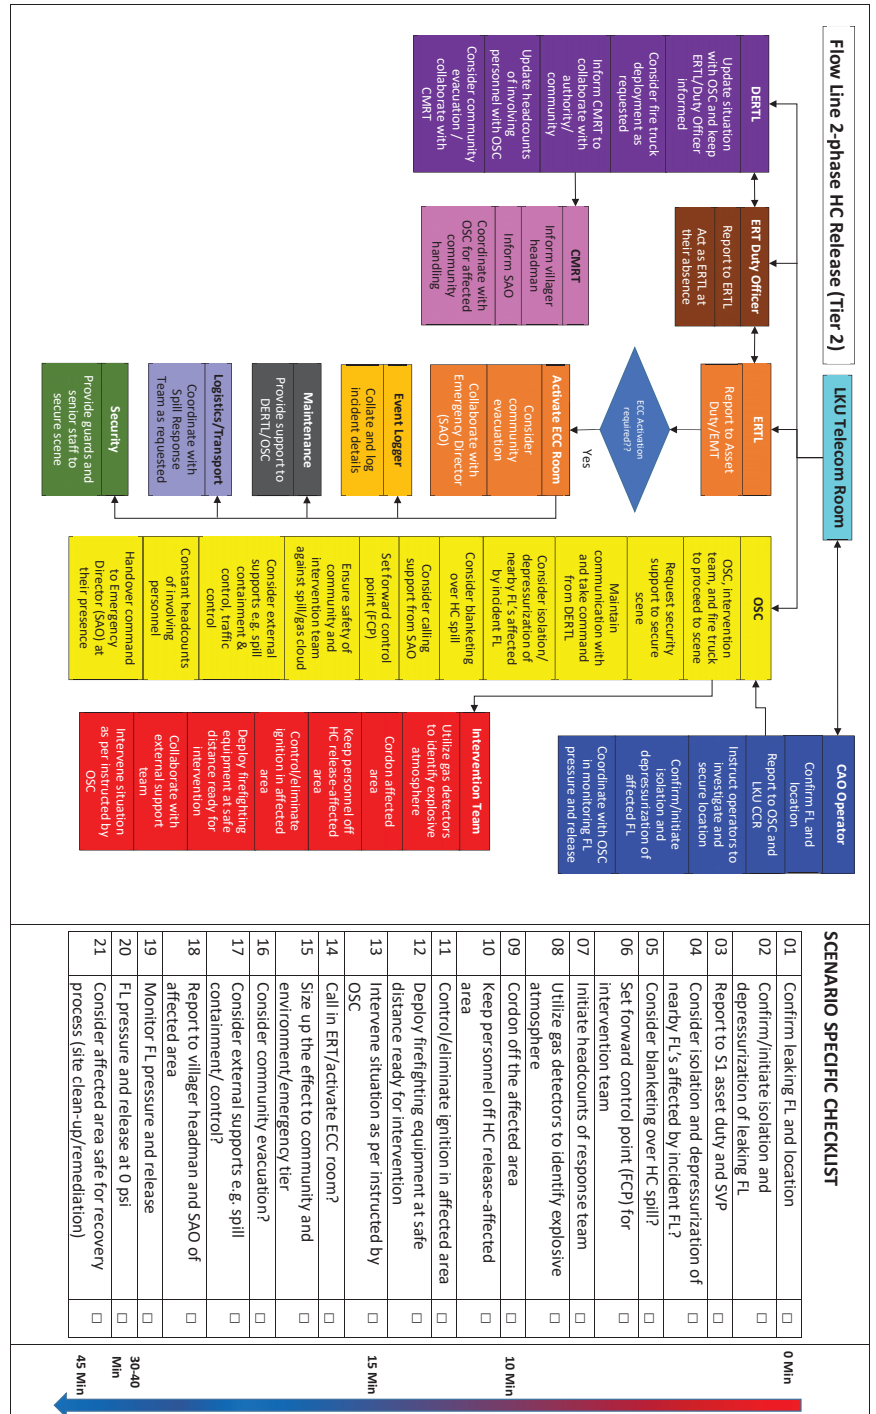 Flow Line 2-phase HC Release (Tier 2)
LKU Telecom Room
DERTL
Update situation
with OSC and keep
ERTL/Duty Officer
informed
Consider fire truck
deployment as
requested
Inform CMRT to
collaborate with
authority/
community
Update headcounts
of involving
personnel with OSC
Consider community
evacuation /
collaborate with
CMRT
CMRT
Inform villager
headman
Inform SAO
Coordinate with
OSC for affected
community
handling
ERT Duty Officer
Report to ERTL
Act as ERTL at
their absence
ERTL
Report to Asset
Duty/EMT
ECC Activation
required??
Yes
Activate ECC Room
Consider
community
evacuation
Collaborate with
Emergency Director
(SAO)
Event Logger
Collate and log
incident details
Maintenance
Provide support to
DERTL/OSC
Logistics/Transport
Coordinate with
Spill Response
Team as requested
Security
Provide guards and
senior staff to
secure scene
OSC
OSC, intervention
team, and fire truck
to proceed to scene
Request security
support to secure
scene
Maintain
communication with
and take command
from DERTL
Consider isolation/
depressurization of
nearby FL's affected
by incident FL
Consider blanketing
over HC spill
Consider calling
support from SAO
Set forward control
point (FCP)
Ensure safety of
community and
intervention team
against spill/gas cloud
Consider external
supports e.g. spill
containment &
control, traffic
control
Constant headcounts
of involving
personnel
Handover command
to Emergency
Director (SAO) at
their presence
CAO Operator
Confirm FL and
location
Report to OSC and
LKU CCR
Instruct operators to
investigate and
secure location
Confirm/initiate
isolation and
depressurization of
affected FL
Coordinate with OSC
in monitoring FL
pressure and release
Intervention Team
Utilize gas detectors
to identify explosive
atmosphere
Cordon affected
area
Keep personnel off
HC release-affected
area
Control/eliminate
ignition in affected
area
Deploy firefighting
equipment at safe
distance ready for
intervention
Collaborate with
external support
team
Intervene situation
as per instructed by
OSC
SCENARIO SPECIFIC CHECKLIST
01 Confirm leaking FL and location □
02 Confirm/initiate isolation and
depressurization of leaking FL □
03 Report to S1 asset duty and SVP □
04 Consider isolation and depressurization of
nearby FL's affected by incident FL? □
05 Consider blanketing over HC spill? □
06 Set forward control point (FCP) for
intervention team □
07 Initiate headcounts of response team □
08 Utilize gas detectors to identify explosive
atmosphere □
09 Cordon off the affected area □
10 Keep personnel off HC release-affected
area □
11 Control/eliminate ignition in affected area □
12 Deploy firefighting equipment at safe
distance ready for intervention □
13 Intervene situation as per instructed by
OSC □
14 Call in ERT/activate ECC room? □
15 Size up the effect to community and
environment/emergency tier □
16 Consider community evacuation? □
17 Consider external supports e.g. spill
containment/ control? □
18 Report to villager headman and SAO of
affected area □
19 Monitor FL pressure and release □
20 FL pressure and release at 0 psi □
21 Consider affected area safe for recovery
process (site clean-up/remediation) □
0 Min
10 Min
15 Min
30-40
Min
45 Min